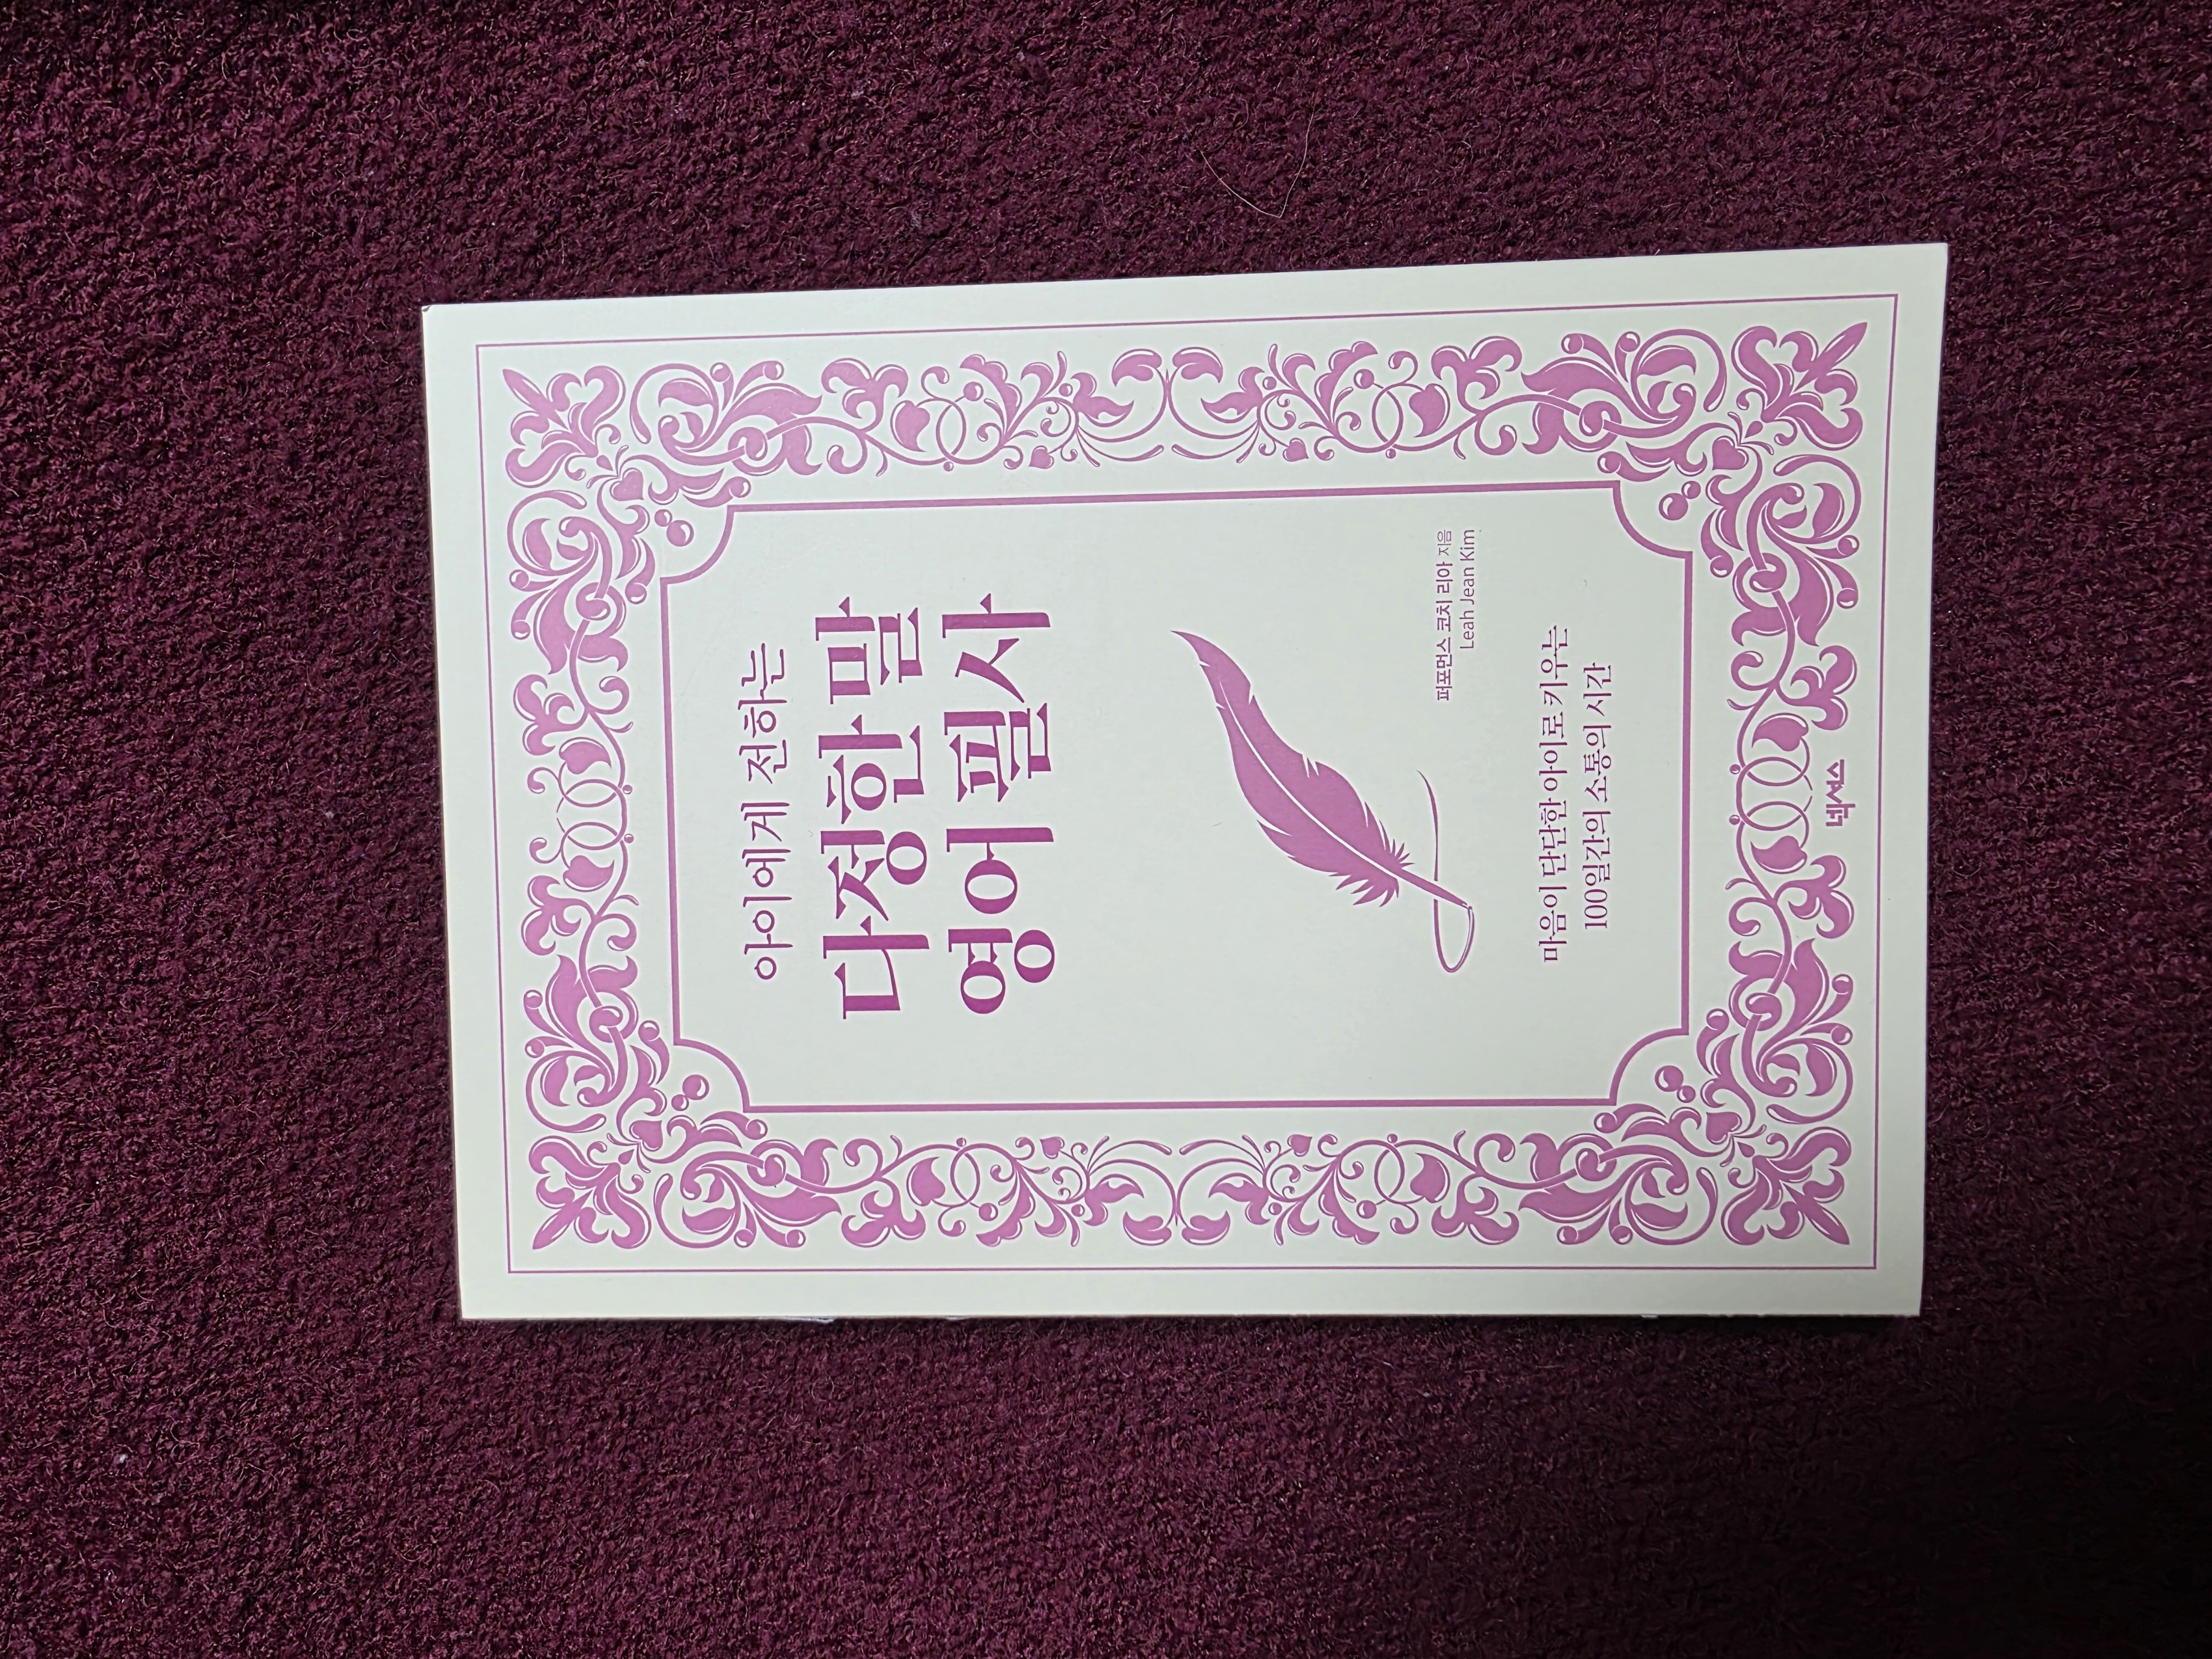 아이에게 전하는
다정한 말
영어 필사
퍼포먼스 코치 리아 지음
Leah Jean Kim
마음이 단단한 아이로 키우는
100일간의 소통의 시간
넥서스